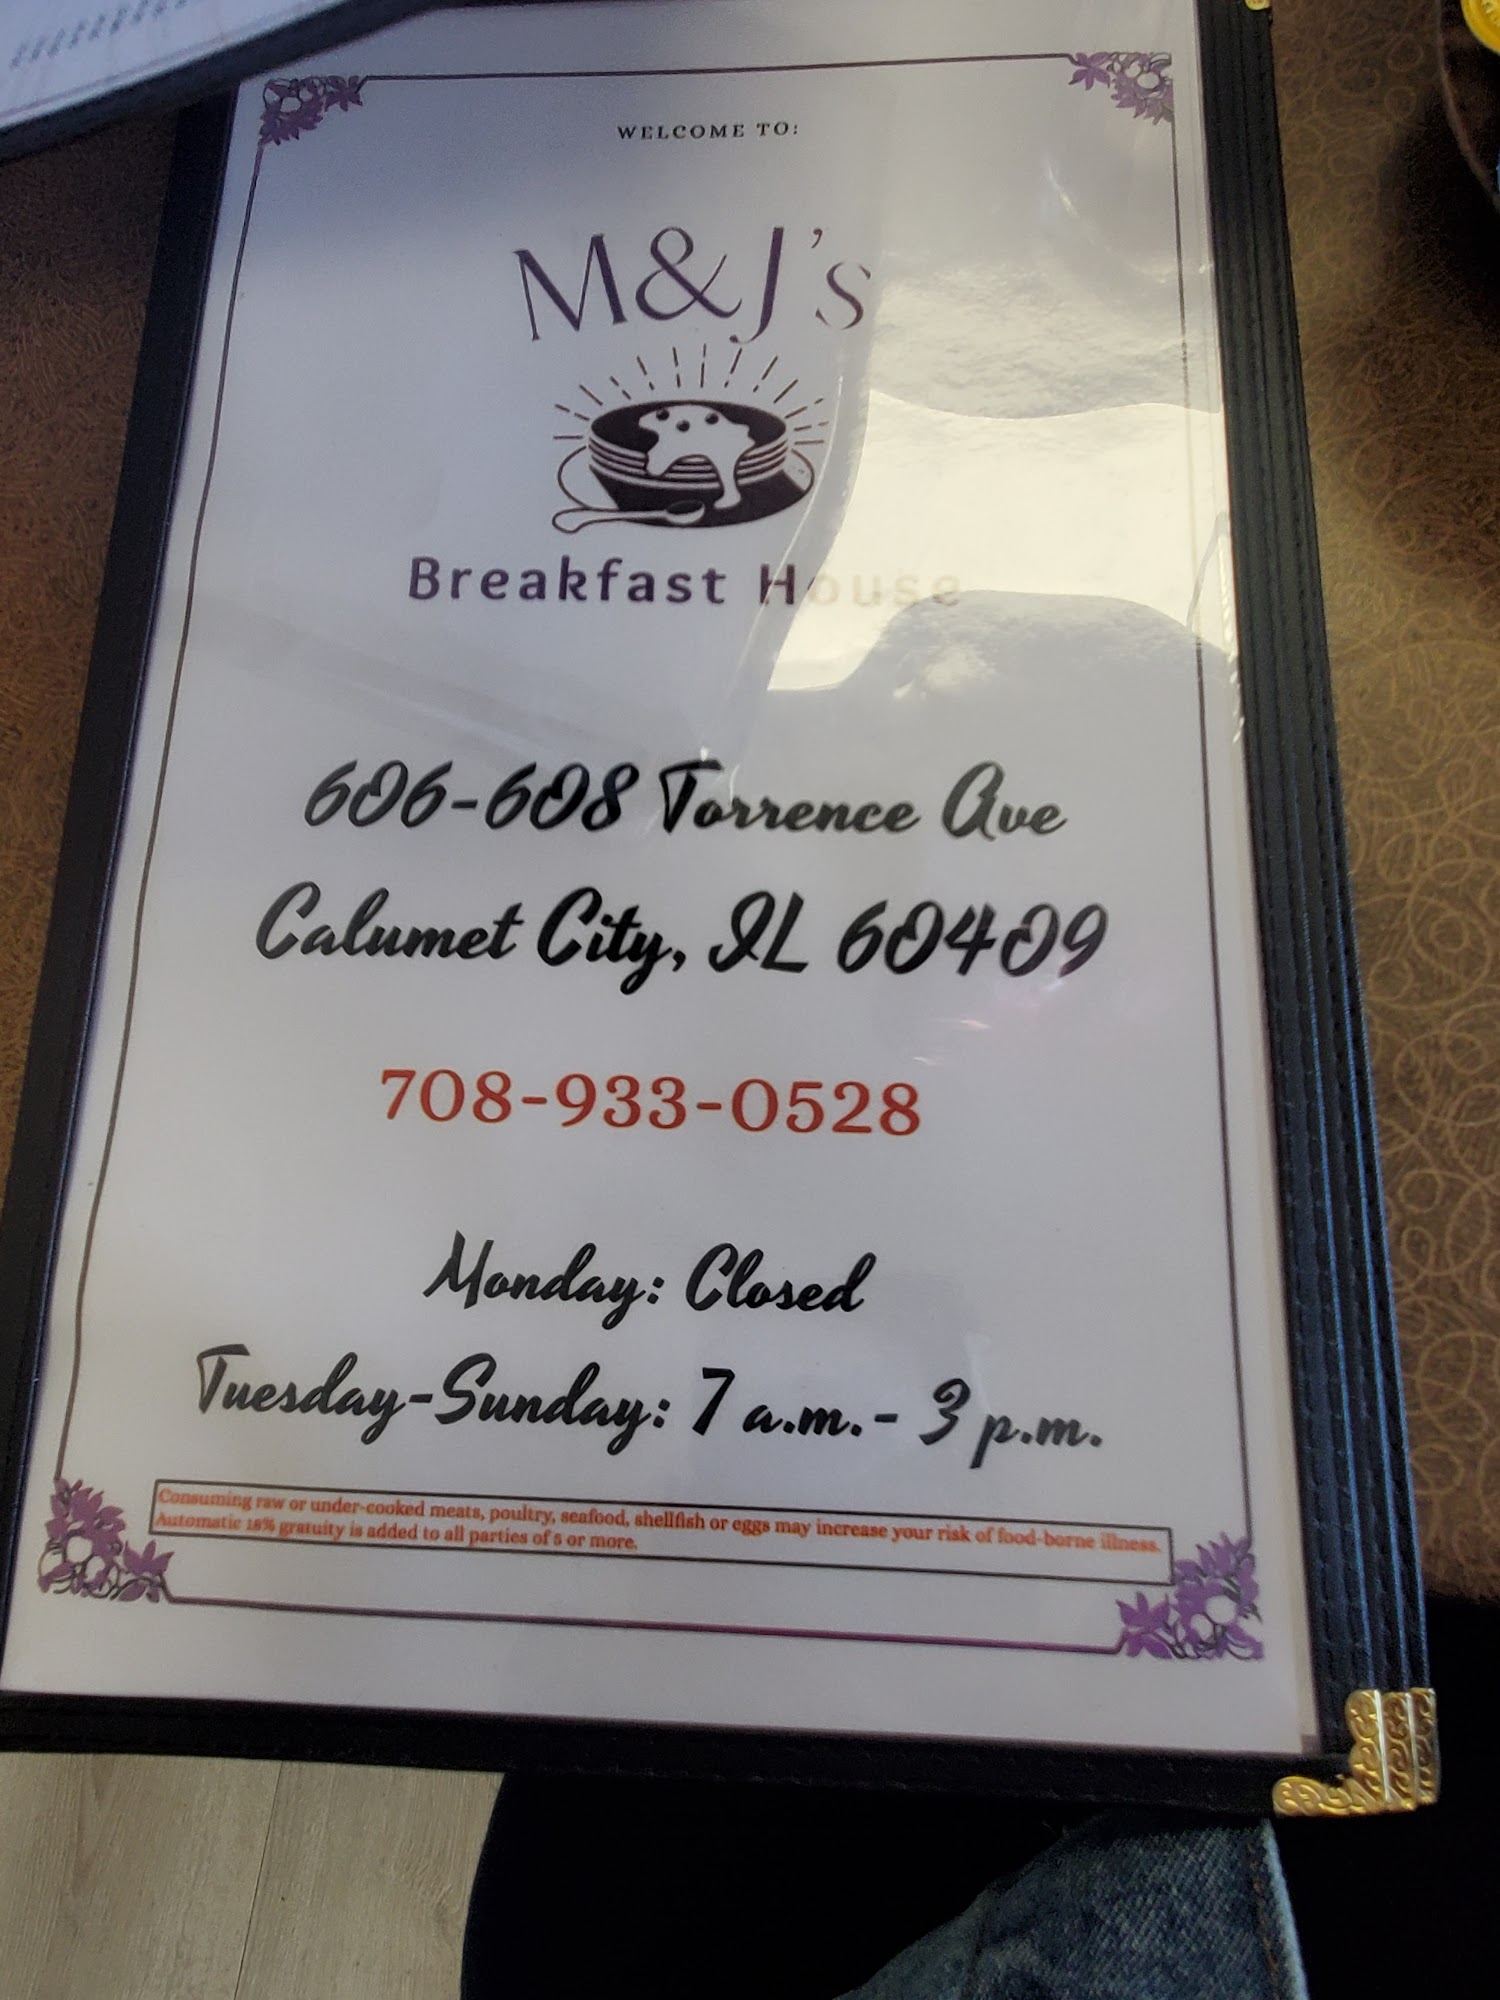 WELCOME TO:
M&J's
Breakfast House
606-608 Torrence Ave
Calumet City, IL 60409
708-933-0528
Monday: Closed
Tuesday-Sunday: 7 a.m.- 3 p.m.
Consuming raw or under-cooked meats, poultry, seafood, shellfish or eggs may increase your risk of food-borne illness.
Automatic 18% gratuity is added to all parties of 5 or more.